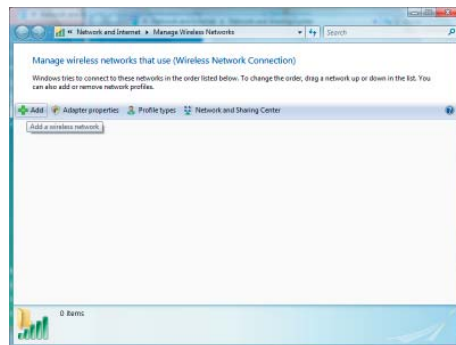 « Network and Internet ▸ Manage Wireless Networks
Search
Manage wireless networks that use (Wireless Network Connection)
Windows tries to connect to these networks in the order listed below. To change the order, drag a network up or down in the list. You
can also add or remove network profiles.
Add Adapter properties Profile types Network and Sharing Center
Add a wireless network
0 items